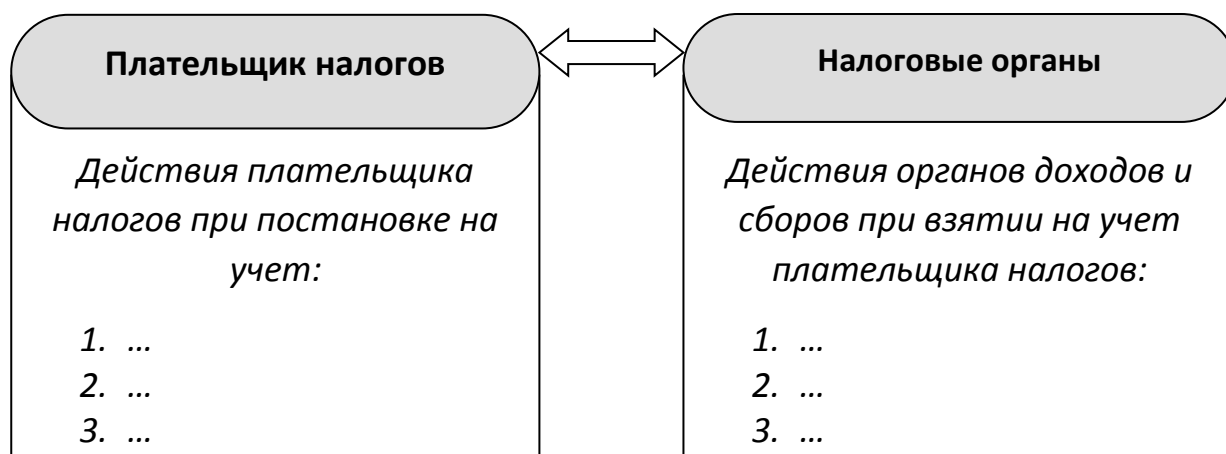 Плательщик налогов
Действия плательщика
налогов при постановке на
учет:
1. ...
2. ...
3. ...
Налоговые органы
Действия органов доходов и
сборов при взятии на учет
плательщика налогов:
1. ...
2. ...
3. ...